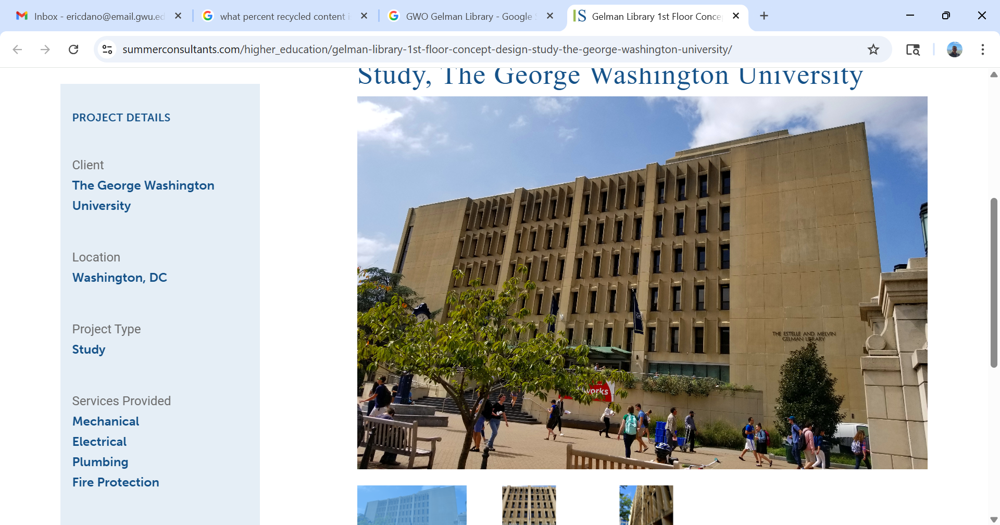 Inbox - ericdano@email.gwu.ed
what percent recycled content i
GWO Gelman Library - Google S
Gelman Library 1st Floor Conce
summerconsultants.com/higher_education/gelman-library-1st-floor-concept-design-study-the-george-washington-university/
Study, The George Washington University
PROJECT DETAILS
Client
The George Washington
University
Location
Washington, DC
Project Type
Study
Services Provided
Mechanical
Electrical
Plumbing
Fire Protection
THE ESTELLE AND MELVIN
GELMAN LIBRARY
works